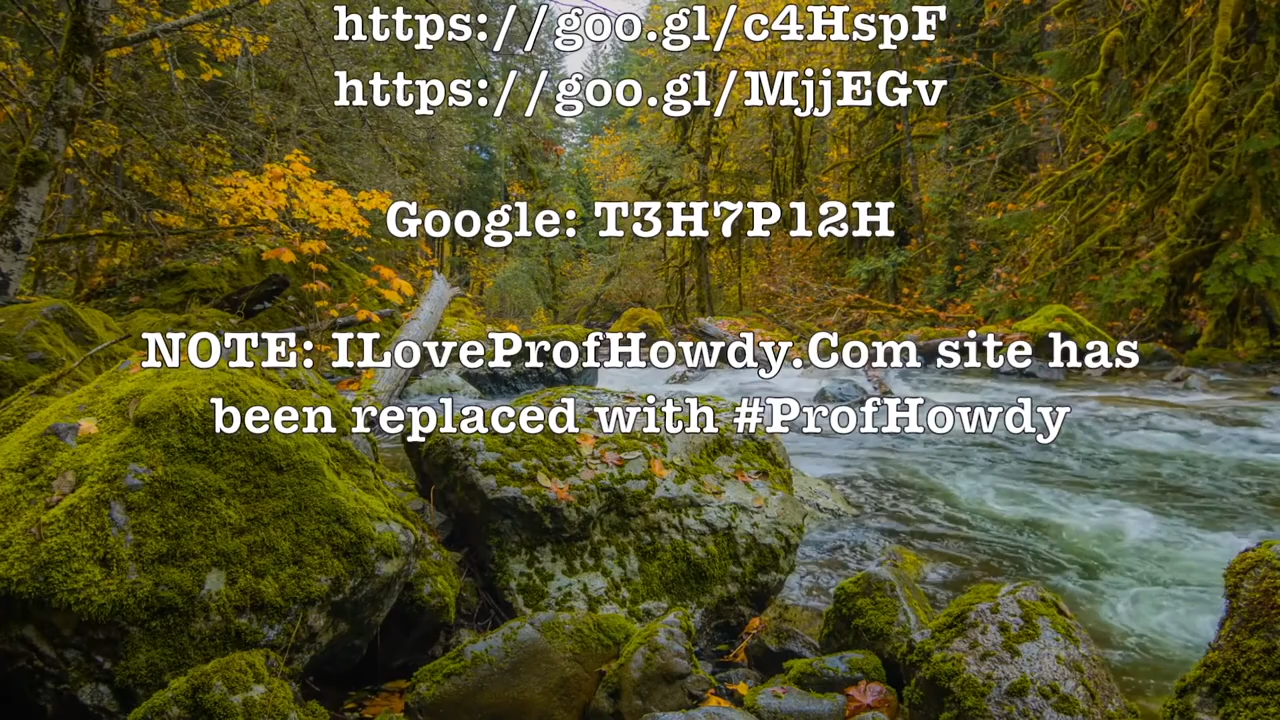 https://goo.gl/c4HspF
https://goo.gl/MjjEGv
Google: T3H7P12H
NOTE: ILoveProfHowdy.Com site has
been replaced with #ProfHowdy